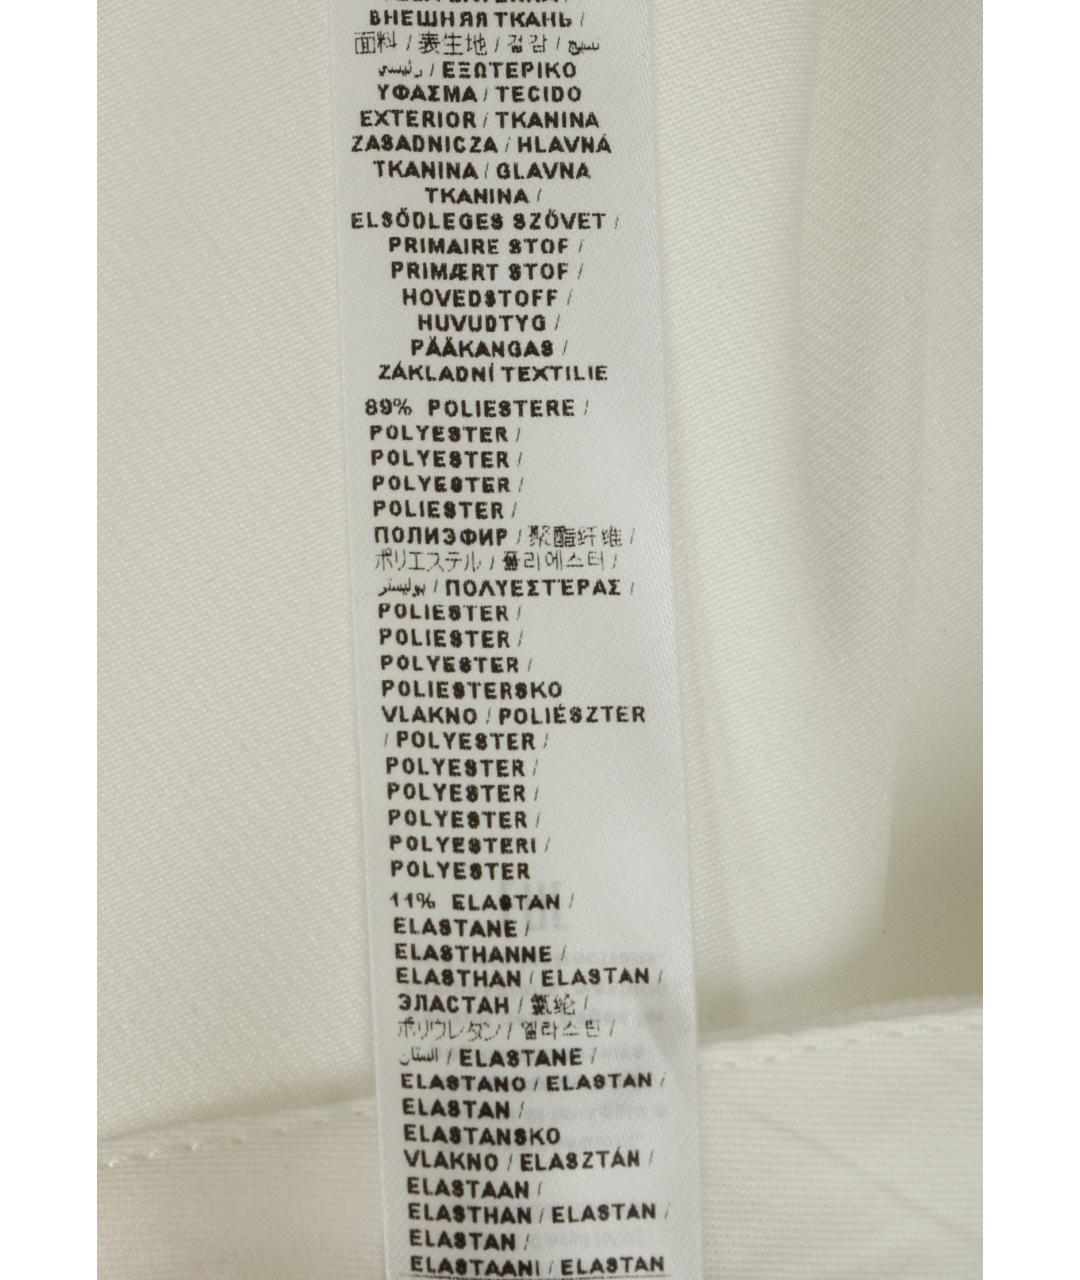 ВНЕШНЯЯ ТКАНЬ /
面料 / 表生地 / 겉감 / نسيج
رئيسي / ΕΞΩΤΕΡΙΚΟ
ΥΦΑΣΜΑ / TECIDO
EXTERIOR / TKANINA
ZASADNICZA / HLAVNÁ
TKANINA / GLAVNA
TKANINA /
ELSŐDLEGES SZÖVET /
PRIMAIRE STOF /
PRIMÆRT STOF /
HOVEDSTOFF /
HUVUDTYG /
PÄÄKANGAS /
ZÁKLADNÍ TEXTILIE
89% POLIESTERE /
POLYESTER /
POLYESTER /
POLYESTER /
POLIESTER /
ПОЛИЭФИР / 聚酯纤维 /
ポリエステル / 폴리에스터 /
بوليستر / ΠΟΛΥΕΣΤΈΡΑΣ /
POLIESTER /
POLIESTER /
POLYESTER /
POLIESTERSKO
VLAKNO / POLIÉSZTER
/ POLYESTER /
POLYESTER /
POLYESTER /
POLYESTER /
POLYESTERI /
POLYESTER
11% ELASTAN /
ELASTANE /
ELASTHANNE /
ELASTHAN / ELASTAN /
ЭЛАСТАН / 氨纶 /
ポリウレタン / 엘라스틴 /
الستان / ELASTANE /
ELASTANO / ELASTAN /
ELASTAN /
ELASTANSKO
VLAKNO / ELASZTÁN /
ELASTAAN /
ELASTHAN / ELASTAN /
ELASTAN /
ELASTAANI / ELASTAN